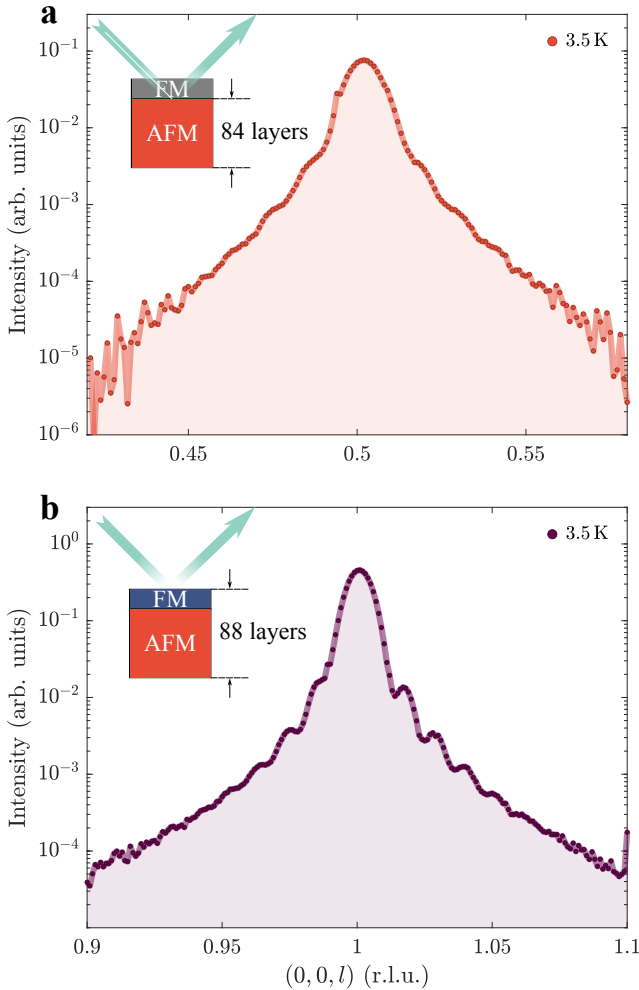 a
3.5 K
FM
AFM
84 layers
Intensity (arb. units)
10⁻¹
10⁻²
10⁻³
10⁻⁴
10⁻⁵
10⁻⁶
0.45
0.5
0.55
b
3.5 K
FM
AFM
88 layers
Intensity (arb. units)
10⁰
10⁻¹
10⁻²
10⁻³
10⁻⁴
0.9
0.95
1
1.05
1.1
(0, 0, l) (r.l.u.)